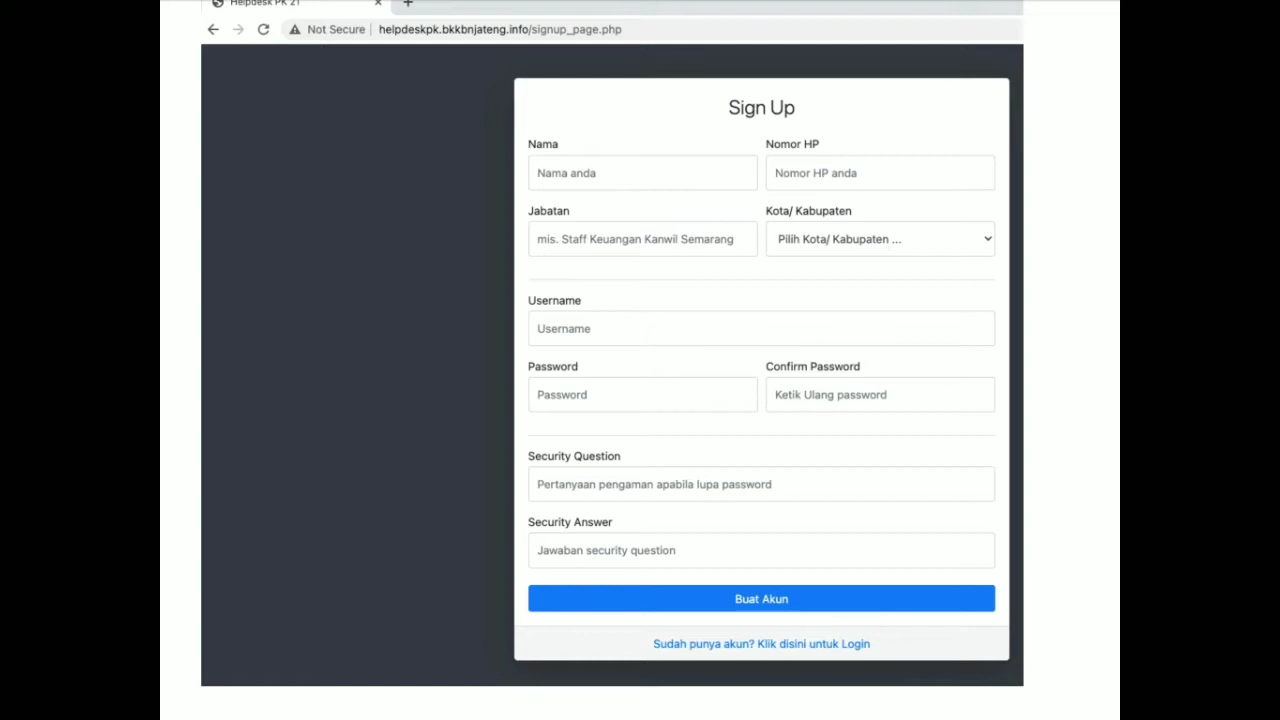 Helpdesk PK 21
Not Secure helpdeskpk.bkkbnjateng.info/signup_page.php
Sign Up
Nama Nomor HP
Nama anda Nomor HP anda
Jabatan Kota/ Kabupaten
mis. Staff Keuangan Kanwil Semarang Pilih Kota/ Kabupaten ...
Username
Username
Password Confirm Password
Password Ketik Ulang password
Security Question
Pertanyaan pengaman apabila lupa password
Security Answer
Jawaban security question
Buat Akun
Sudah punya akun? Klik disini untuk Login